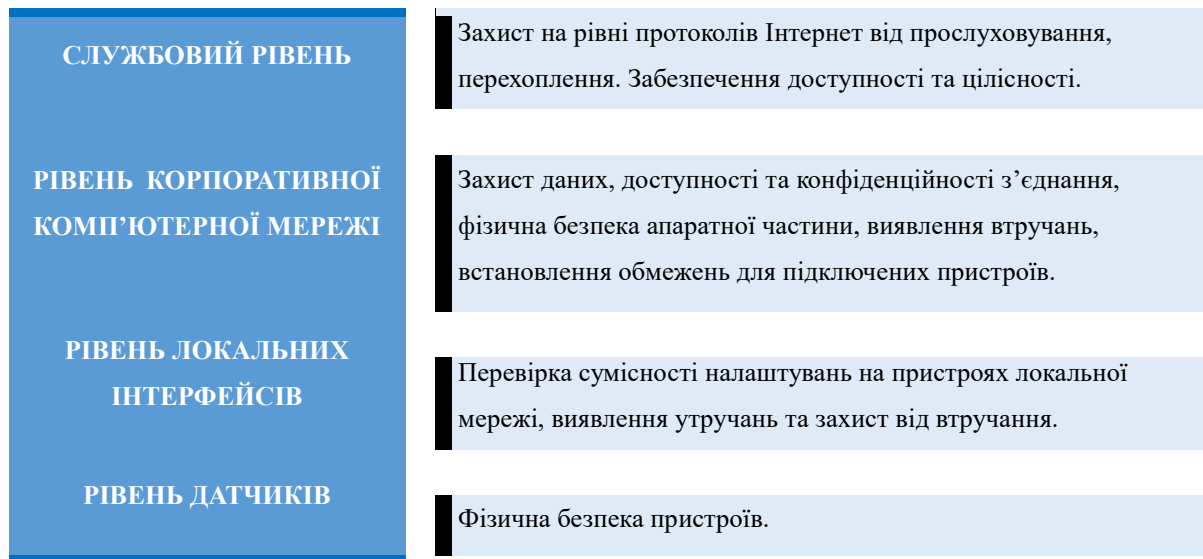 СЛУЖБОВИЙ РІВЕНЬ
Захист на рівні протоколів Інтернет від прослуховування,
перехоплення. Забезпечення доступності та цілісності.
РІВЕНЬ КОРПОРАТИВНОЇ
КОМП’ЮТЕРНОЇ МЕРЕЖІ
Захист даних, доступності та конфіденційності з’єднання,
фізична безпека апаратної частини, виявлення втручань,
встановлення обмежень для підключених пристроїв.
РІВЕНЬ ЛОКАЛЬНИХ
ІНТЕРФЕЙСІВ
Перевірка сумісності налаштувань на пристроях локальної
мережі, виявлення утручань та захист від втручання.
РІВЕНЬ ДАТЧИКІВ
Фізична безпека пристроїв.